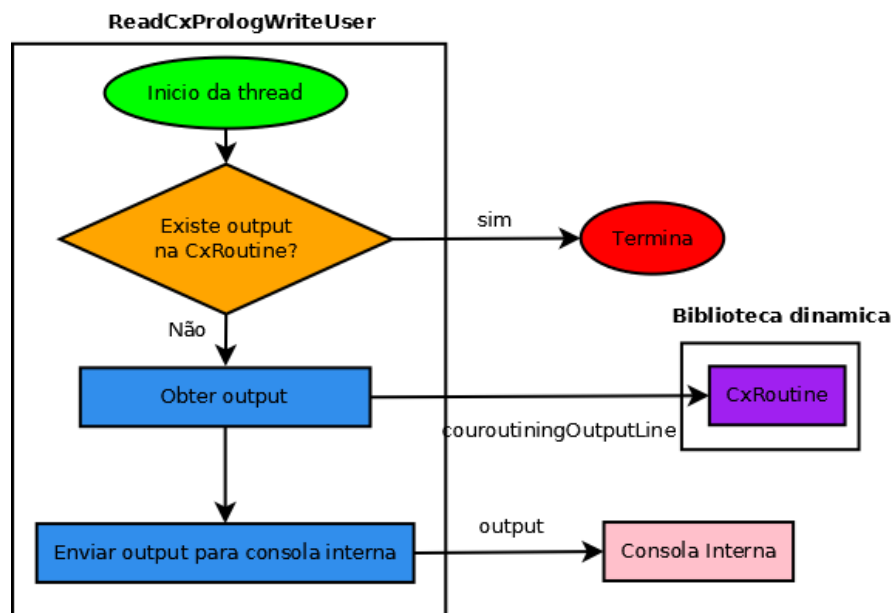 ReadCxPrologWriteUser
Inicio da thread
Existe output
na CxRoutine?
sim
Termina
Não
Biblioteca dinamica
Obter output
CxRoutine
couroutiningOutputLine
output
Enviar output para consola interna
Consola Interna